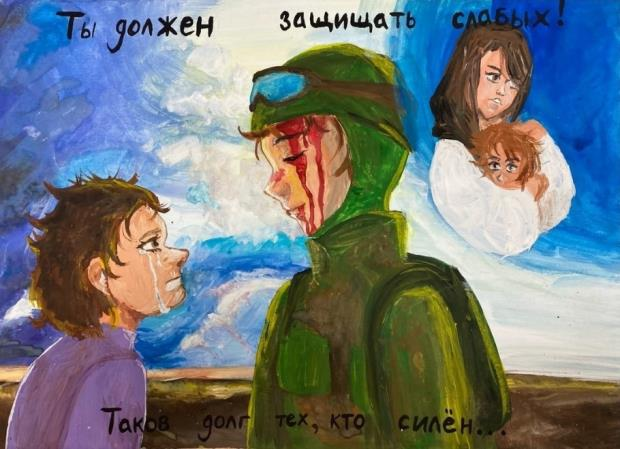 Ты должен защищать слабых!
Таков долг тех, кто силён...